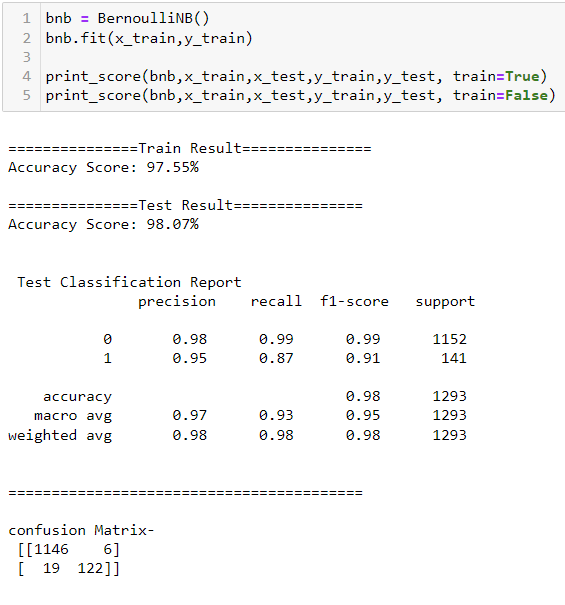 1 bnb = BernoulliNB()
2 bnb.fit(x_train,y_train)
3
4 print_score(bnb,x_train,x_test,y_train,y_test, train=True)
5 print_score(bnb,x_train,x_test,y_train,y_test, train=False)
===============Train Result===============
Accuracy Score: 97.55%
===============Test Result===============
Accuracy Score: 98.07%
Test Classification Report
precision recall f1-score support
0 0.98 0.99 0.99 1152
1 0.95 0.87 0.91 141
accuracy 0.98 1293
macro avg 0.97 0.93 0.95 1293
weighted avg 0.98 0.98 0.98 1293
=========================================
confusion Matrix-
[[1146 6]
[ 19 122]]